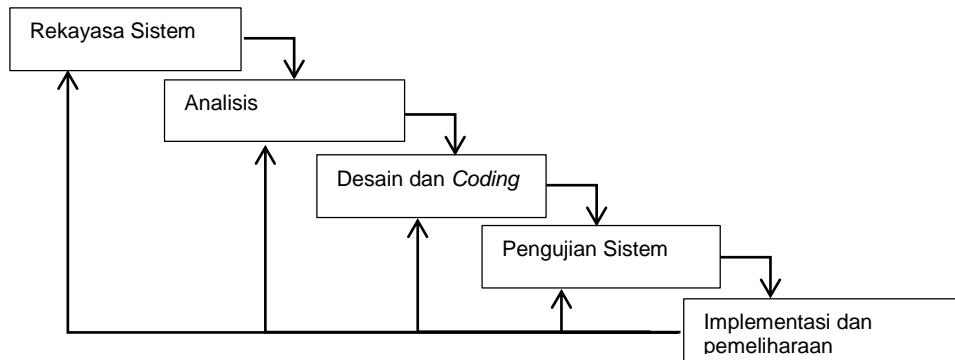 Rekayasa Sistem
Analisis
Desain dan Coding
Pengujian Sistem
Implementasi dan
pemeliharaan